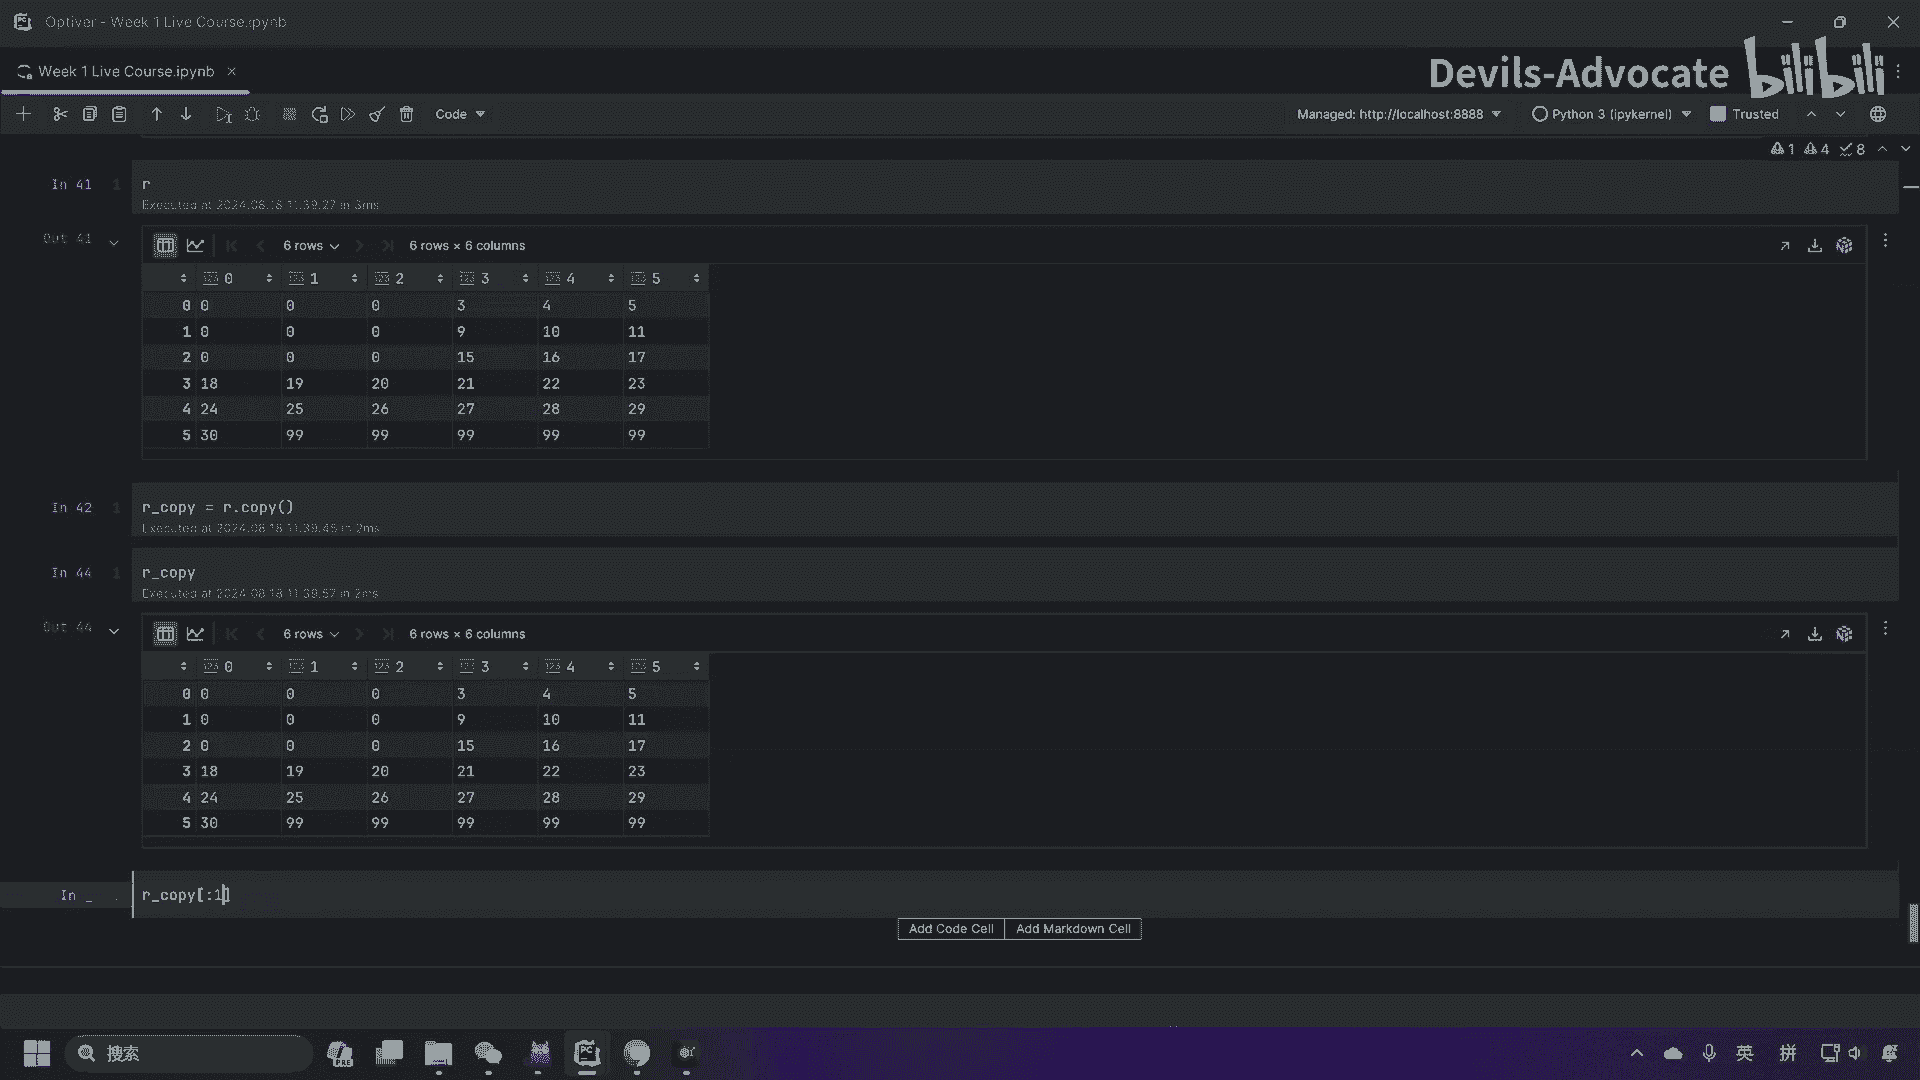 Optiver - Week 1 Live Course.ipynb
Week 1 Live Course.ipynb
Devils-Advocate bilibili
Code
Managed: http://localhost:8888
Python 3 (ipykernel)
Trusted
1 4 8
In 41 1 r
Executed at 2024.08.18 11:39:27 in 3ms
Out 41
6 rows 6 rows × 6 columns
0 1 2 3 4 5
0 0 0 0 3 4 5
1 0 0 0 9 10 11
2 0 0 0 15 16 17
3 18 19 20 21 22 23
4 24 25 26 27 28 29
5 30 99 99 99 99 99
In 42 1 r_copy = r.copy()
Executed at 2024.08.18 11:39:45 in 2ms
In 44 1 r_copy
Executed at 2024.08.18 11:39:57 in 2ms
Out 44
6 rows 6 rows × 6 columns
0 1 2 3 4 5
0 0 0 0 3 4 5
1 0 0 0 9 10 11
2 0 0 0 15 16 17
3 18 19 20 21 22 23
4 24 25 26 27 28 29
5 30 99 99 99 99 99
In _ r_copy[:1]
Add Code Cell Add Markdown Cell
搜索
PRE
PC
英 拼